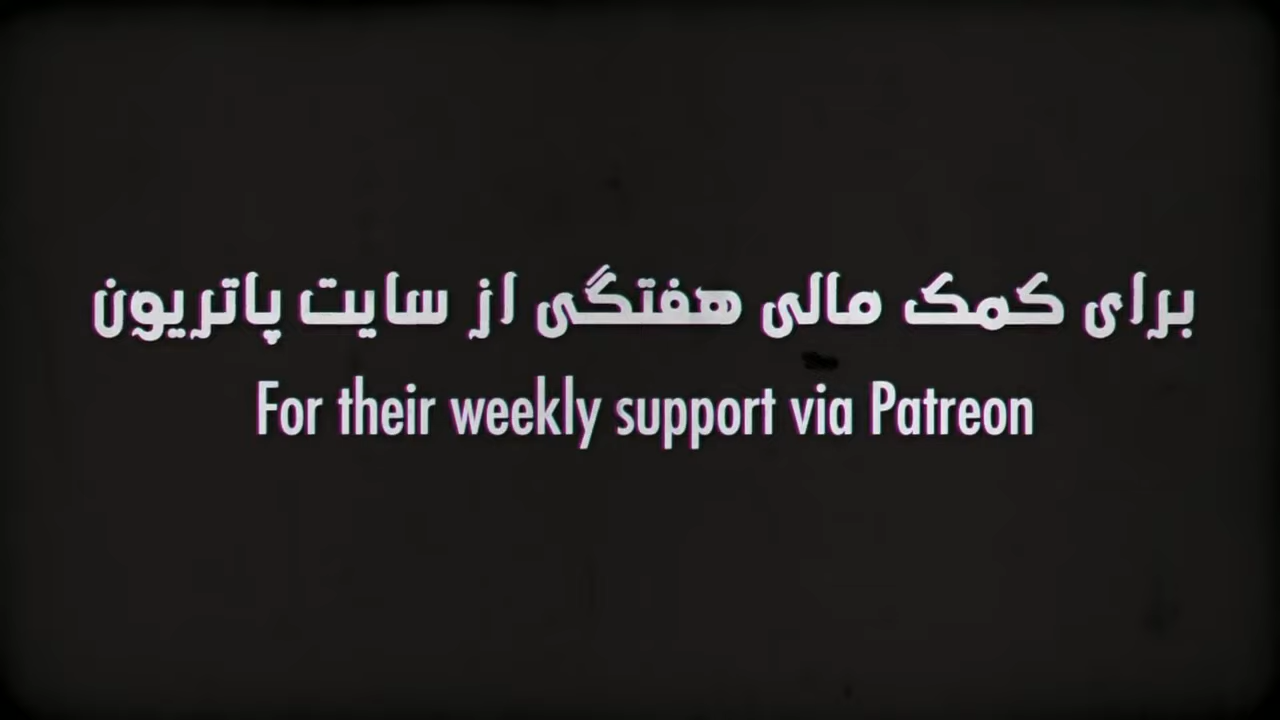 برای کمک مالی هفتگی از سایت پاتریون
For their weekly support via Patreon